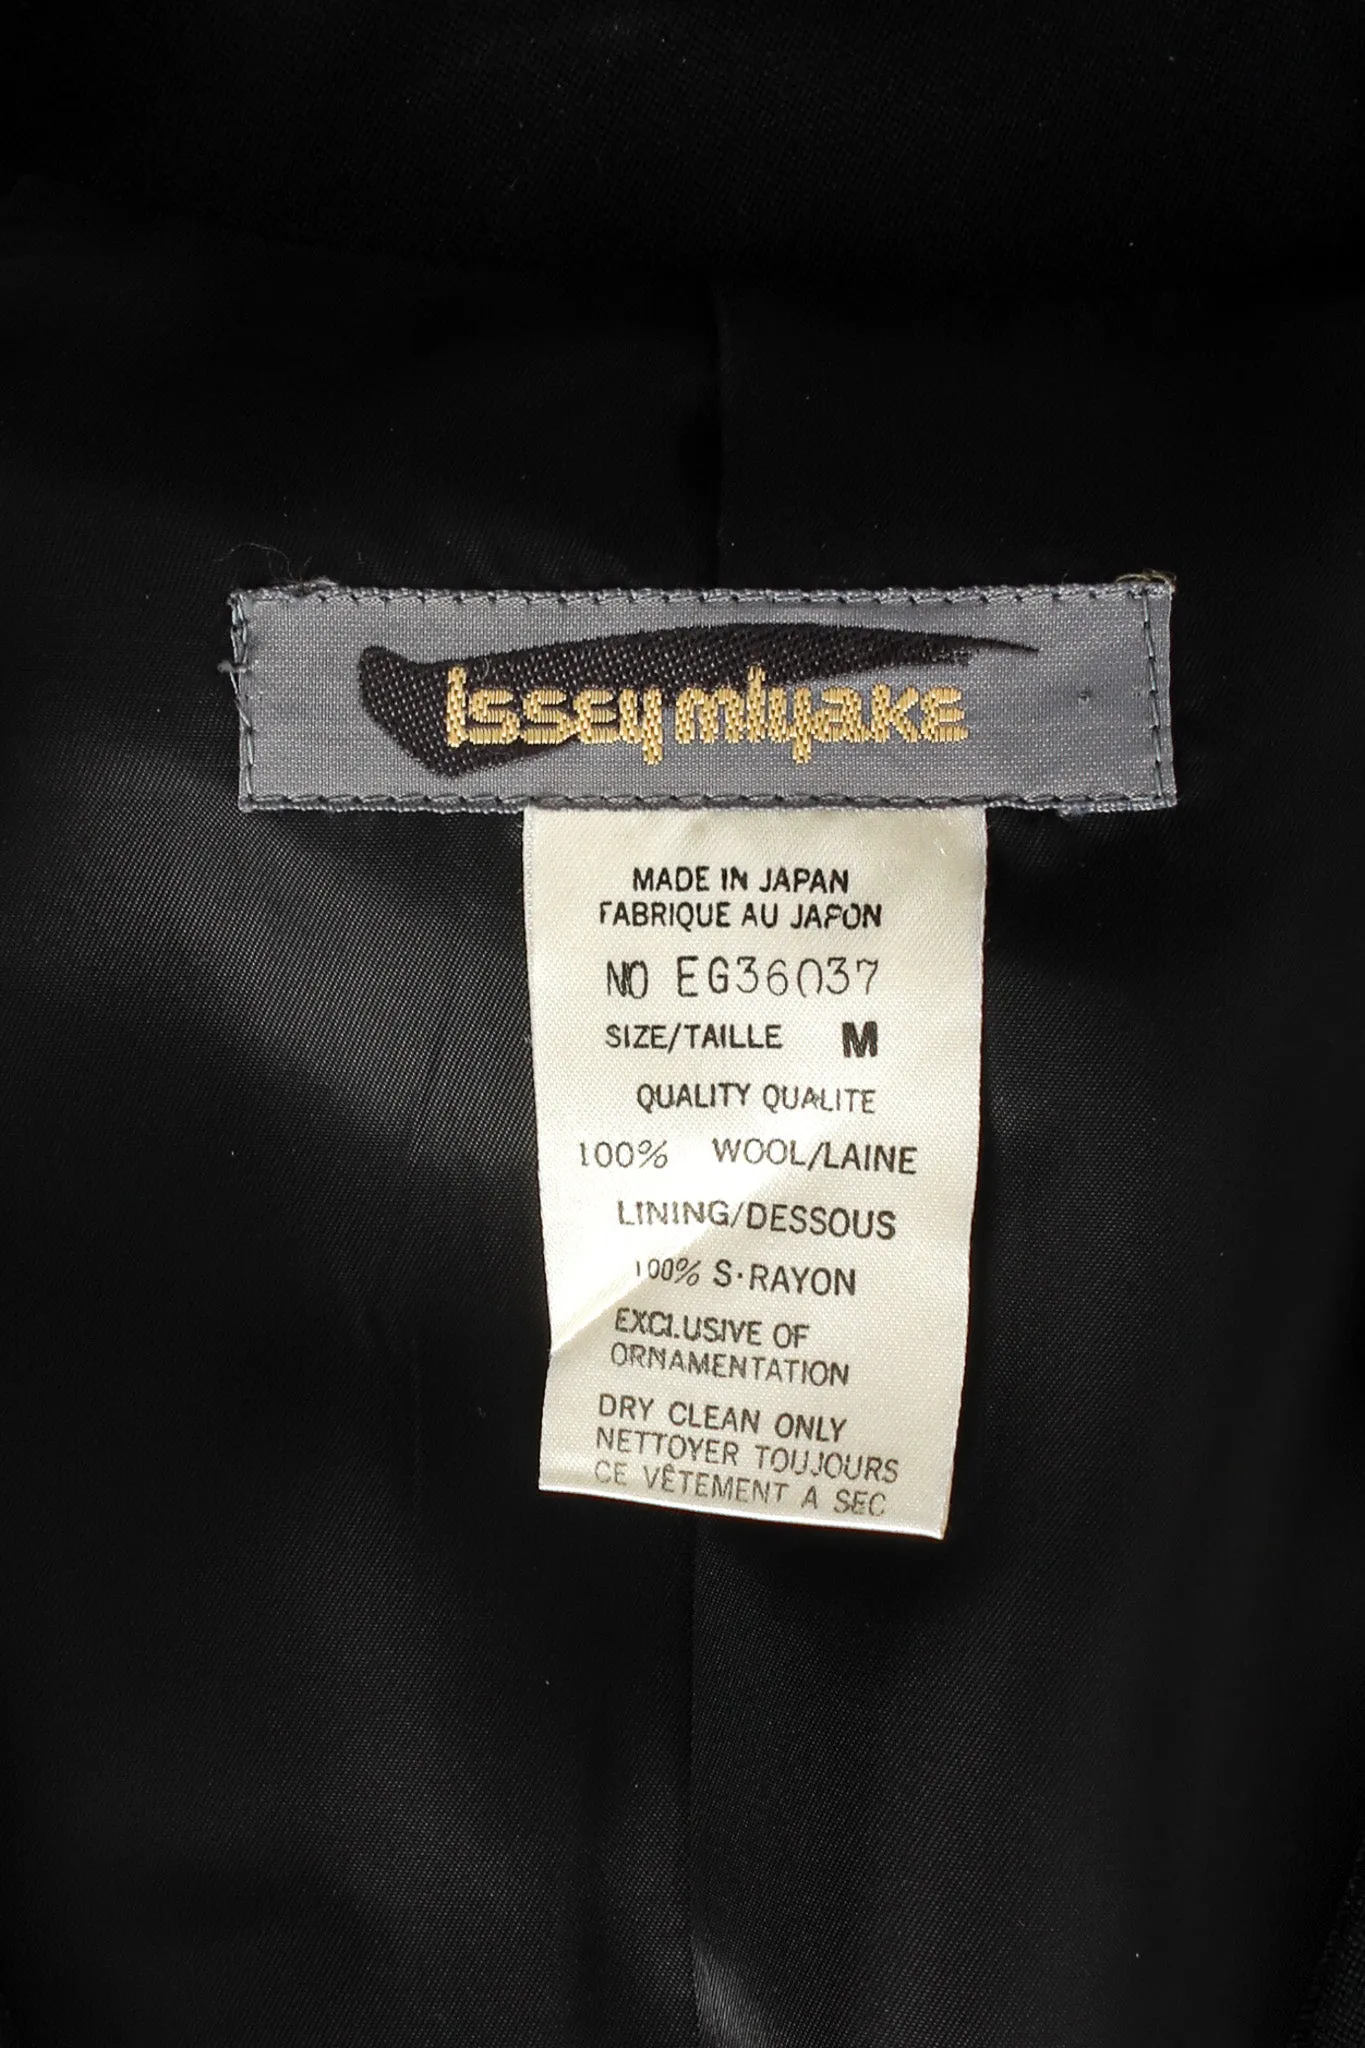 ISSEY MIYAKE
MADE IN JAPAN
FABRIQUE AU JAPON
NO EG36037
SIZE/TAILLE M
QUALITY QUALITE
100% WOOL/LAINE
LINING/DESSOUS
100% S·RAYON
EXCLUSIVE OF
ORNAMENTATION
DRY CLEAN ONLY
NETTOYER TOUJOURS
CE VÊTEMENT A SEC